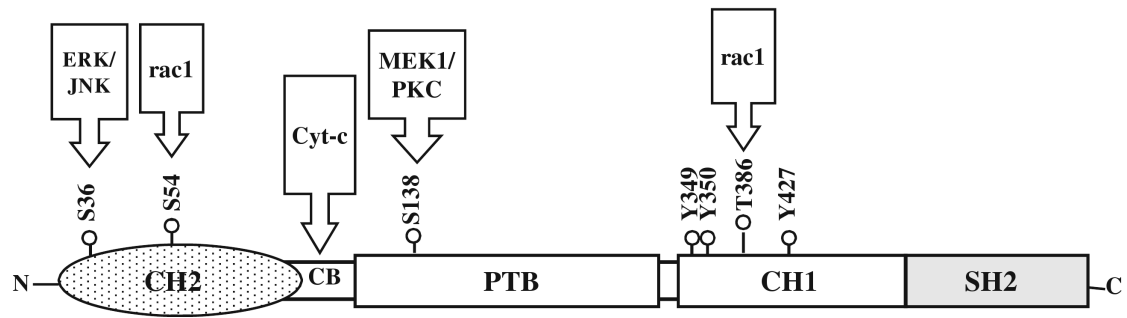 ERK/
JNK
rac1
Cyt-c
MEK1/
PKC
rac1
S36
S54
S138
Y349
Y350
T386
Y427
N
CH2
CB
PTB
CH1
SH2
C